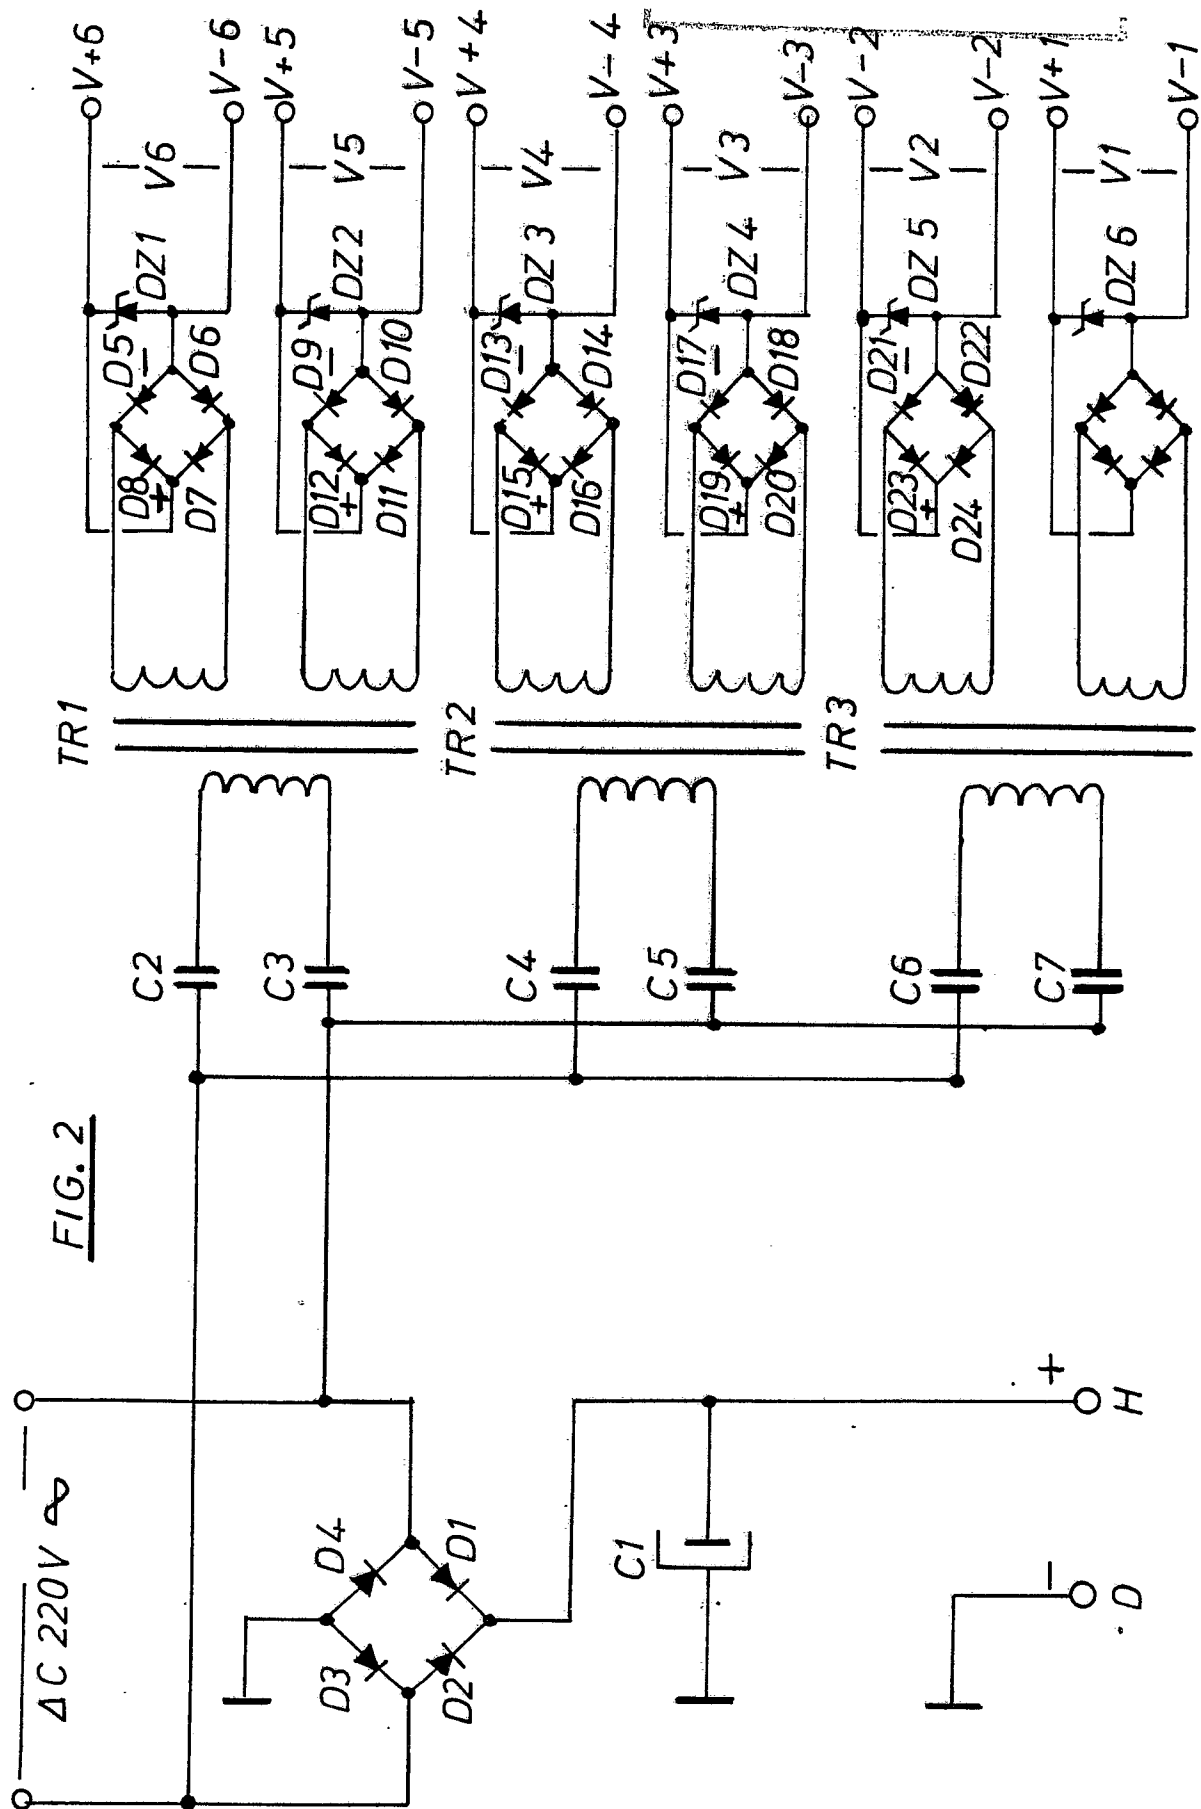 FIG. 2
AC 220V ∞
D4
D1
D3
D2
C1
+
H
−
D
C2
C3
C4
C5
C6
C7
TR1
TR2
TR3
D5
−
D6
D8
+
D7
DZ1
V6
V+6
V-6
D9
−
D10
D12
+
D11
DZ2
V5
V+5
V-5
D13
−
D14
D15
+
D16
DZ 3
V4
V+4
V-4
D17
−
D18
D19
+
D20
DZ 4
V3
V+3
V-3
D21
−
D22
D23
+
D24
DZ 5
V2
V-2
V-2
DZ 6
V1
V+1
V-1